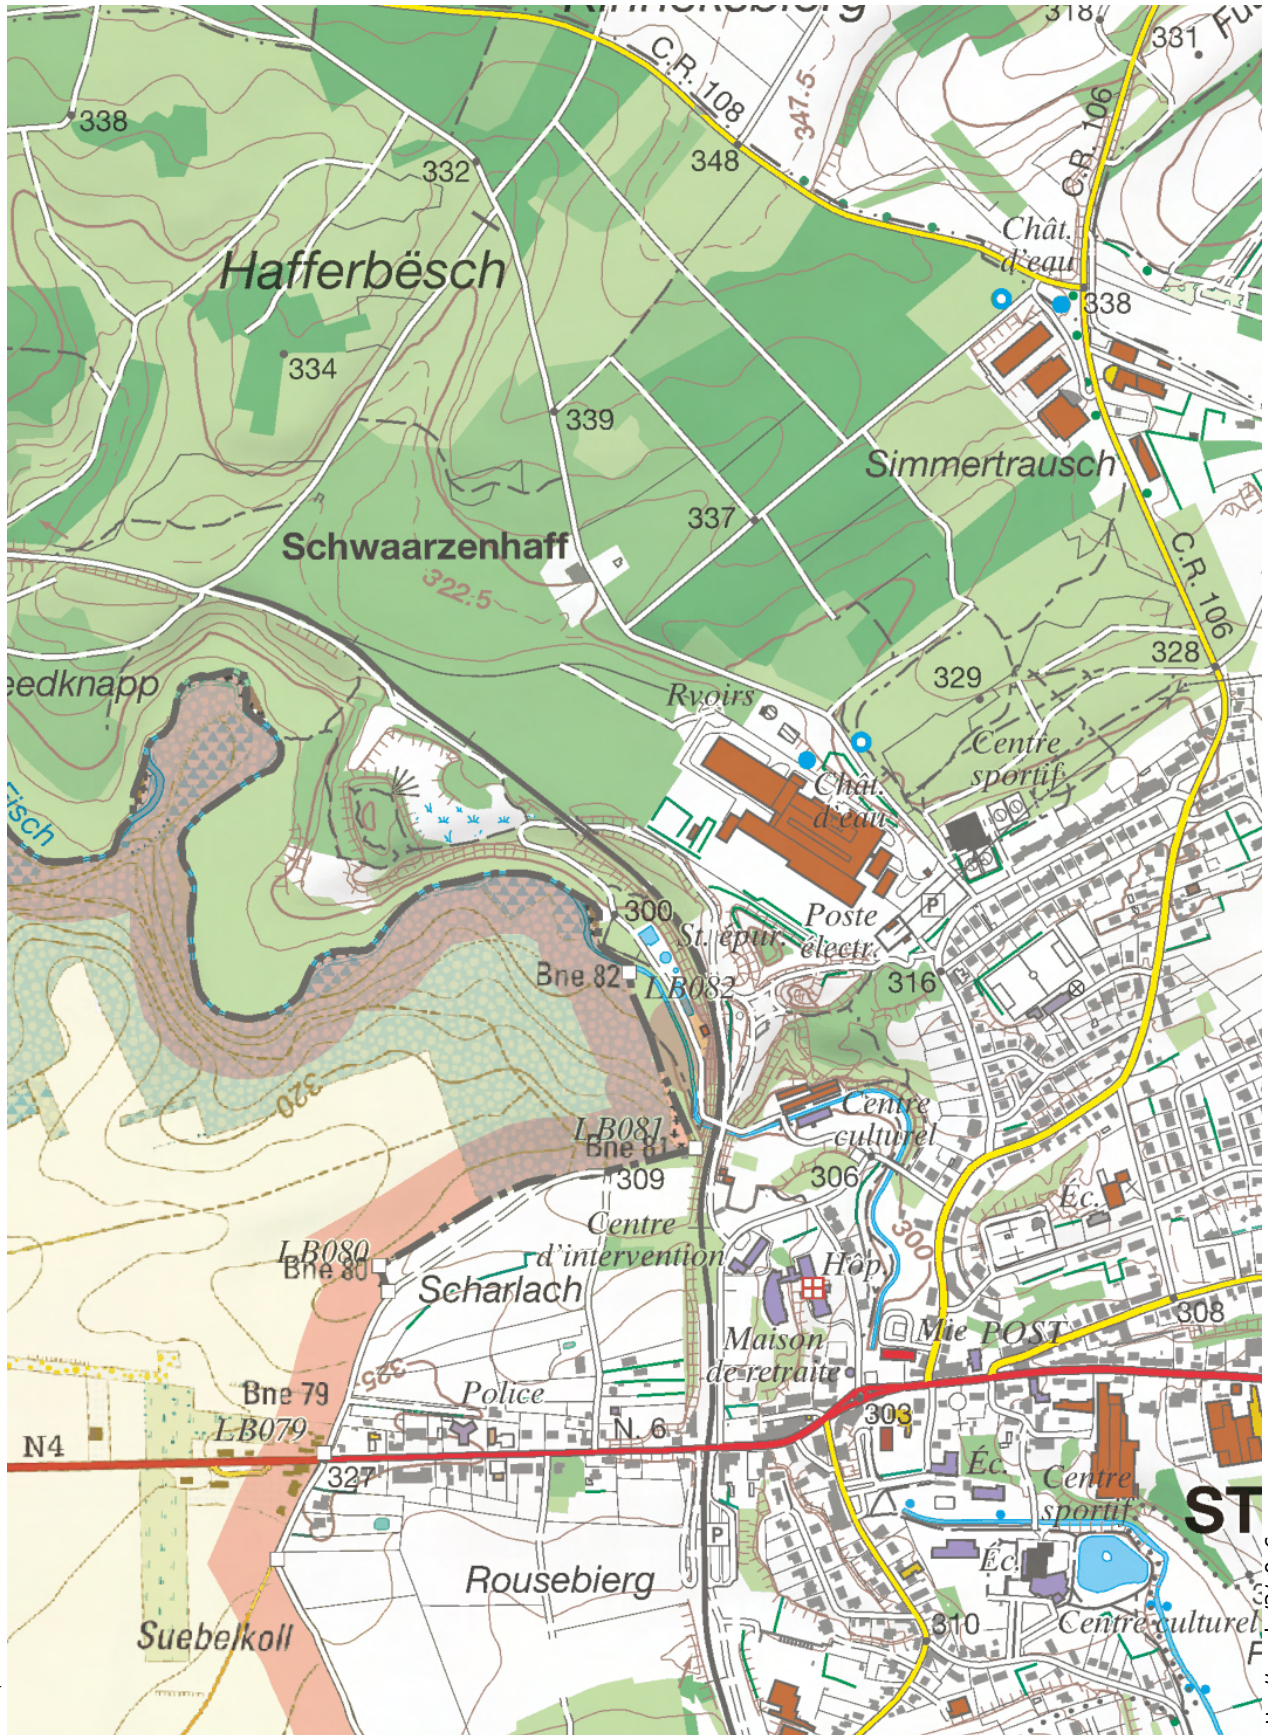 318
331
C.R. 108
347.5
C.R. 106
338
348
332
Chât.
d'eau
Hafferbësch
338
334
339
Simmertrausch
337
Schwaarzenhaff
322.5
C.R. 106
328
329
Rvoirs
Centre
sportif
Chât.
d'eau
300
P
Poste
électr.
St. épur.
Bne 82
LB082
316
320
Centre
culturel
LB081
Bne 81
309
306
Éc.
Centre
d'intervention
300
Hôp.
LB080
Bne 80
Scharlach
308
Mie
POST
Maison
de retraite
325
Bne 79
Police
LB079
303
N4
N. 6
327
Éc.
Centre
sportif
ST
P
Éc.
Rousebierg
Suebelkoll
310
Centre culturel